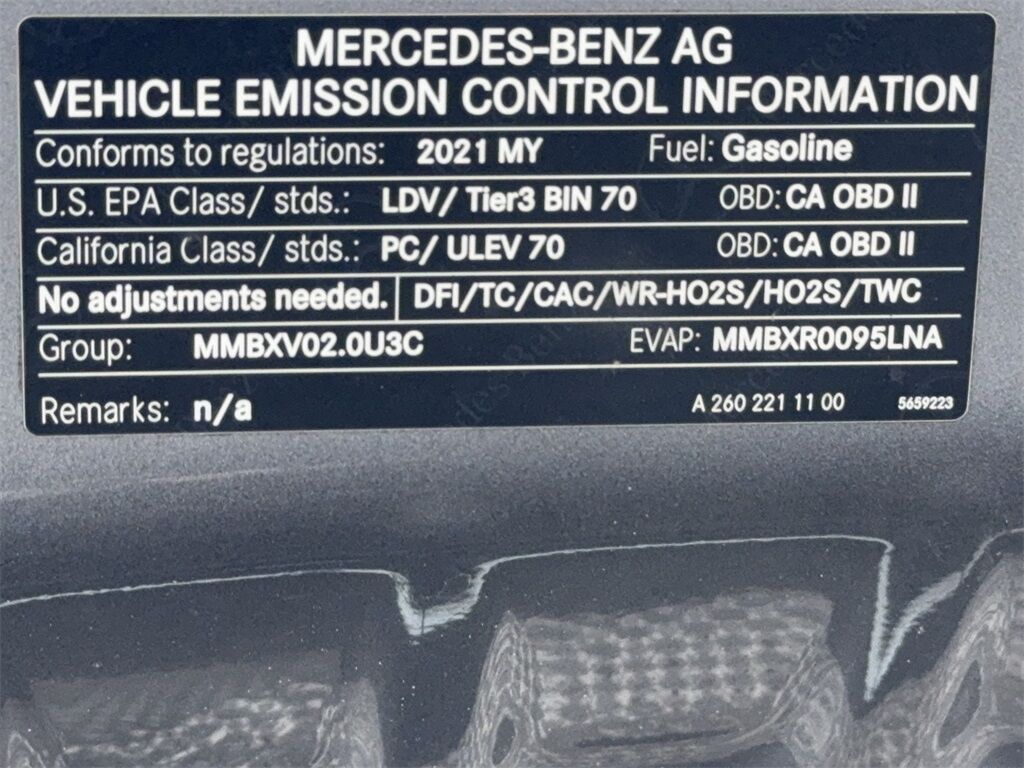 MERCEDES-BENZ AG
VEHICLE EMISSION CONTROL INFORMATION
Conforms to regulations: 2021 MY Fuel: Gasoline
U.S. EPA Class/ stds.: LDV/ Tier3 BIN 70 OBD: CA OBD II
California Class/ stds.: PC/ ULEV 70 OBD: CA OBD II
No adjustments needed. DFI/TC/CAC/WR-HO2S/HO2S/TWC
Group: MMBXV02.0U3C EVAP: MMBXR0095LNA
Remarks: n/a A 260 221 11 00 5659223